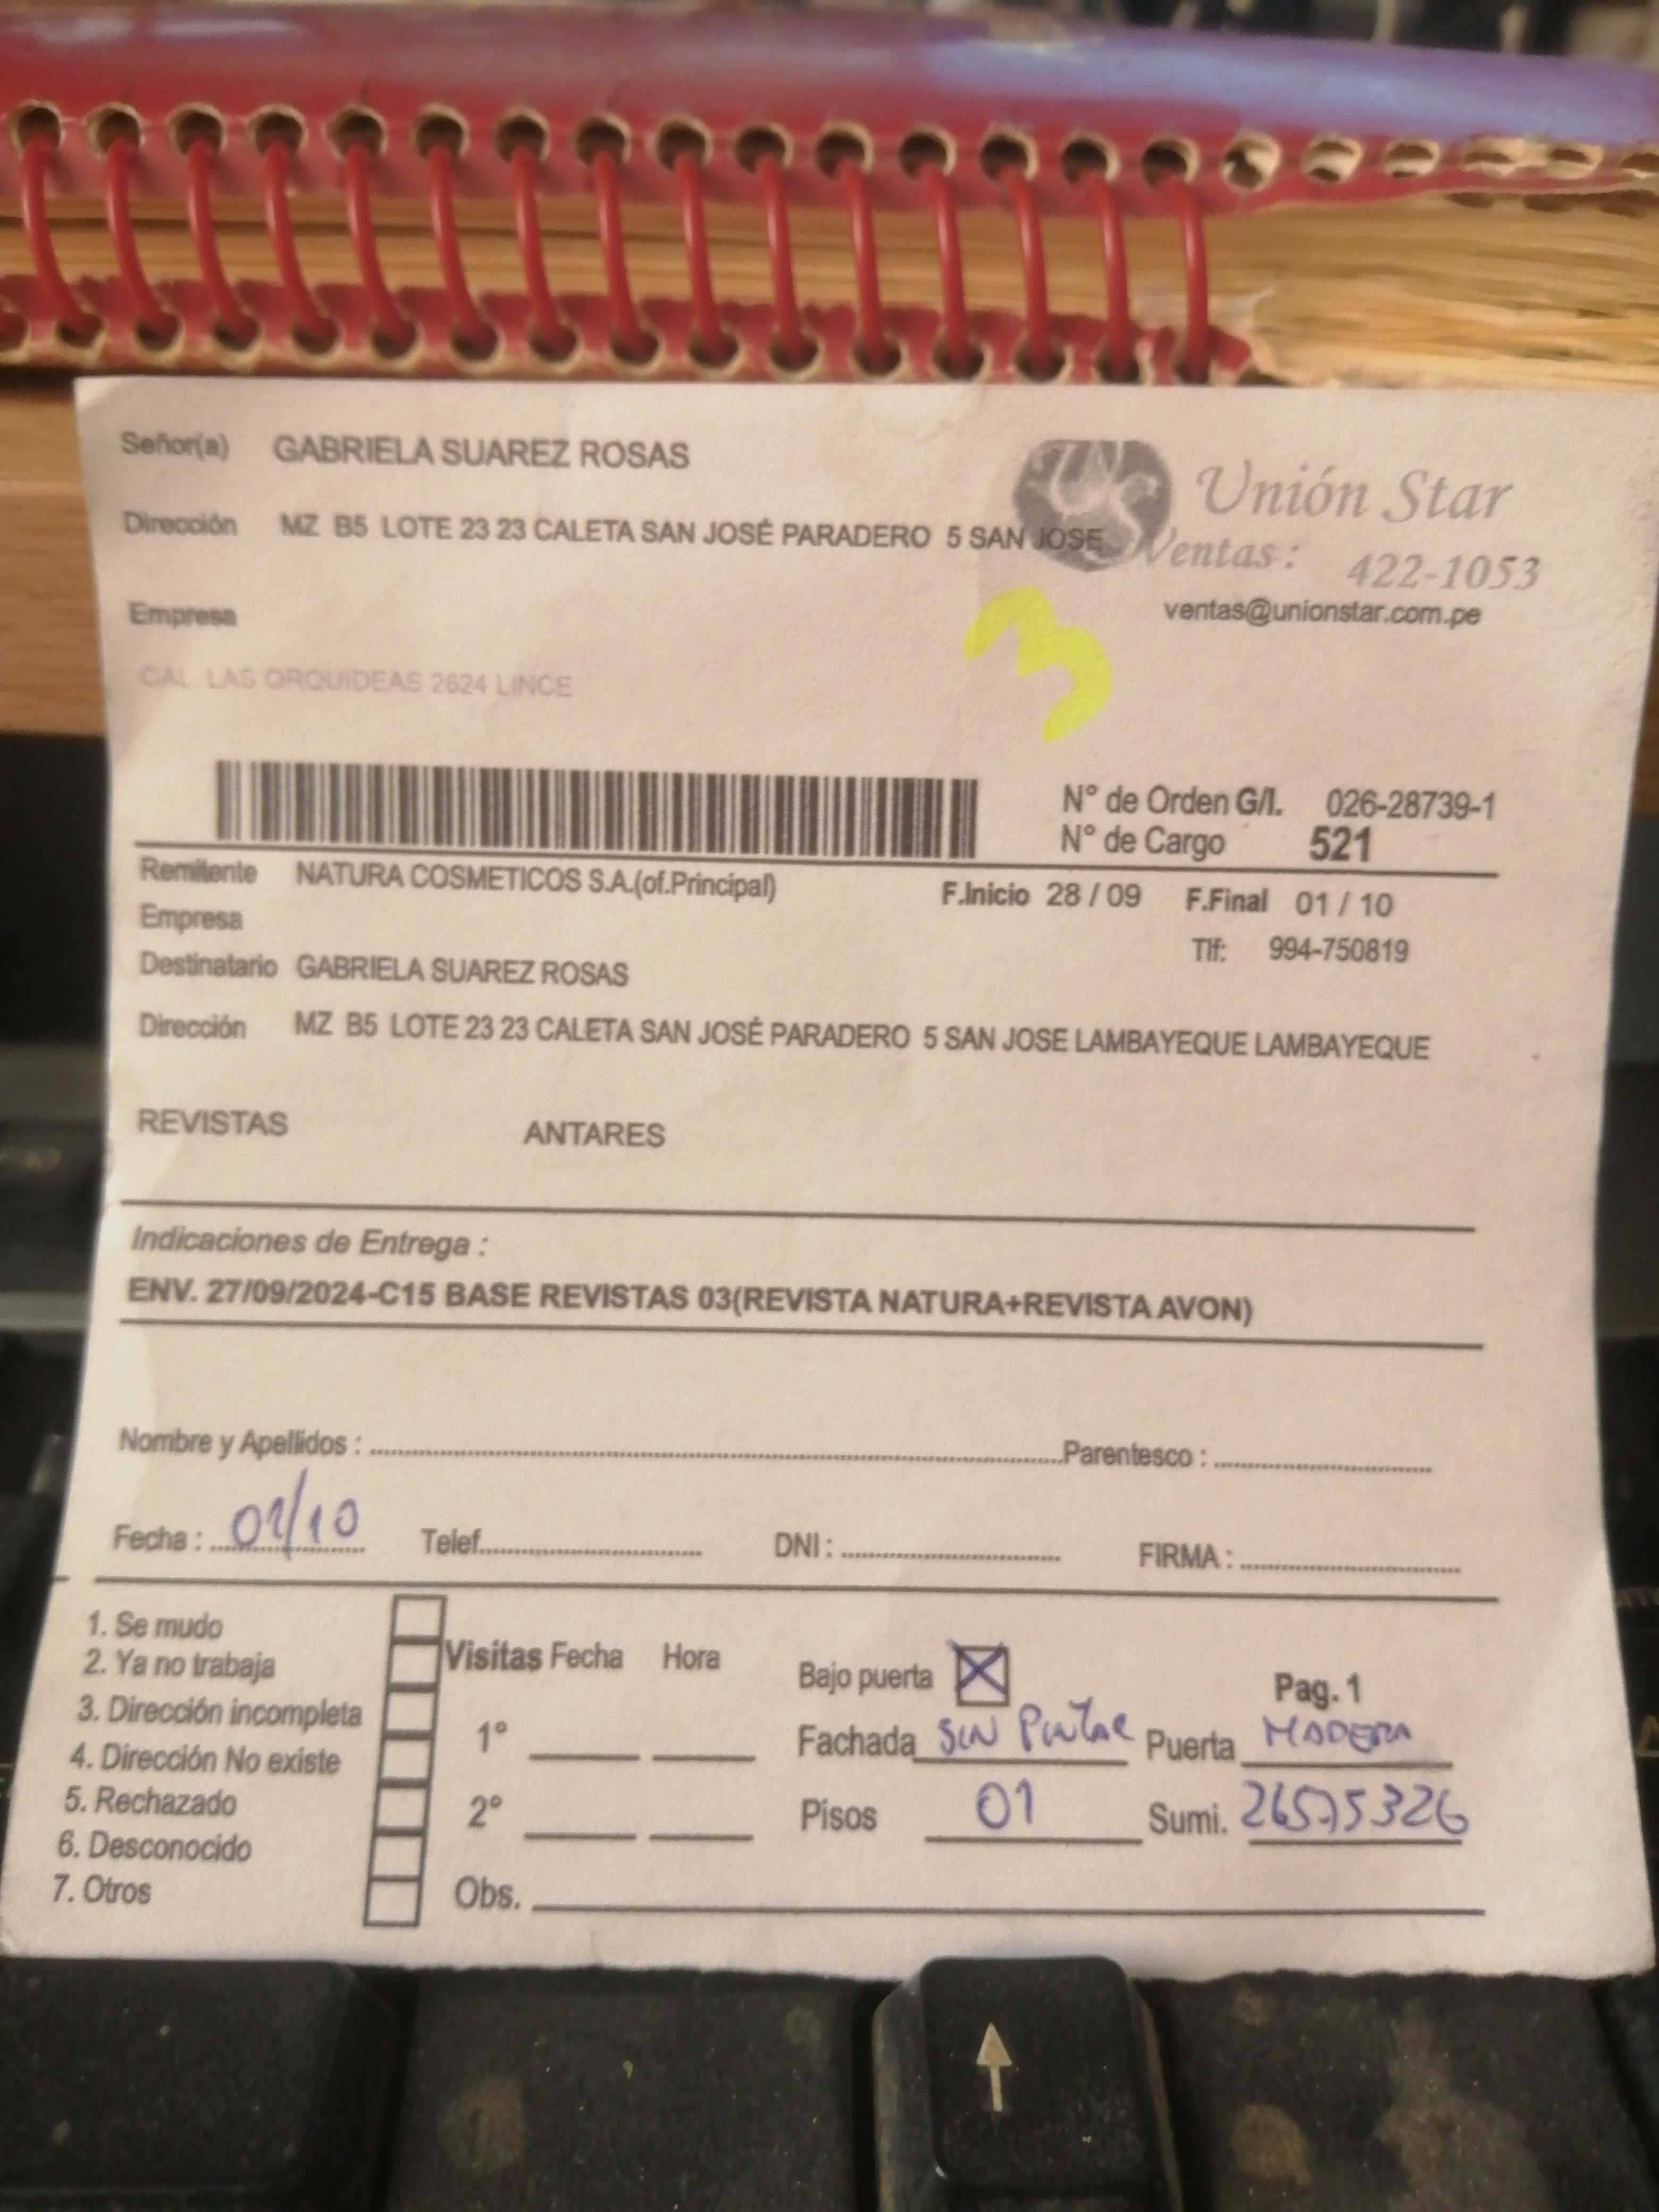 Señor(a) GABRIELA SUAREZ ROSAS
Unión Star
Dirección MZ B5 LOTE 23 23 CALETA SAN JOSÉ PARADERO 5 SAN JOSE
Ventas: 422-1053
ventas@unionstar.com.pe
Empresa
3
CAL LAS ORQUIDEAS 2624 LINCE
N° de Orden G/I. 026-28739-1
N° de Cargo 521
Remitente NATURA COSMETICOS S.A.(of.Principal) F.Inicio 28 / 09 F.Final 01 / 10
Empresa
Tlf: 994-750819
Destinatario GABRIELA SUAREZ ROSAS
Dirección MZ B5 LOTE 23 23 CALETA SAN JOSÉ PARADERO 5 SAN JOSE LAMBAYEQUE LAMBAYEQUE
REVISTAS ANTARES
Indicaciones de Entrega :
ENV. 27/09/2024-C15 BASE REVISTAS 03(REVISTA NATURA+REVISTA AVON)
Nombre y Apellidos : Parentesco :
Fecha : 01/10 Telef. DNI : FIRMA :
1. Se mudo
2. Ya no trabaja
3. Dirección incompleta
4. Dirección No existe
5. Rechazado
6. Desconocido
7. Otros
Visitas Fecha Hora
1°
2°
Obs.
Bajo puerta X Pag. 1
Fachada SIN PINTAR Puerta MADERA
Pisos 01 Sumi. 26575326